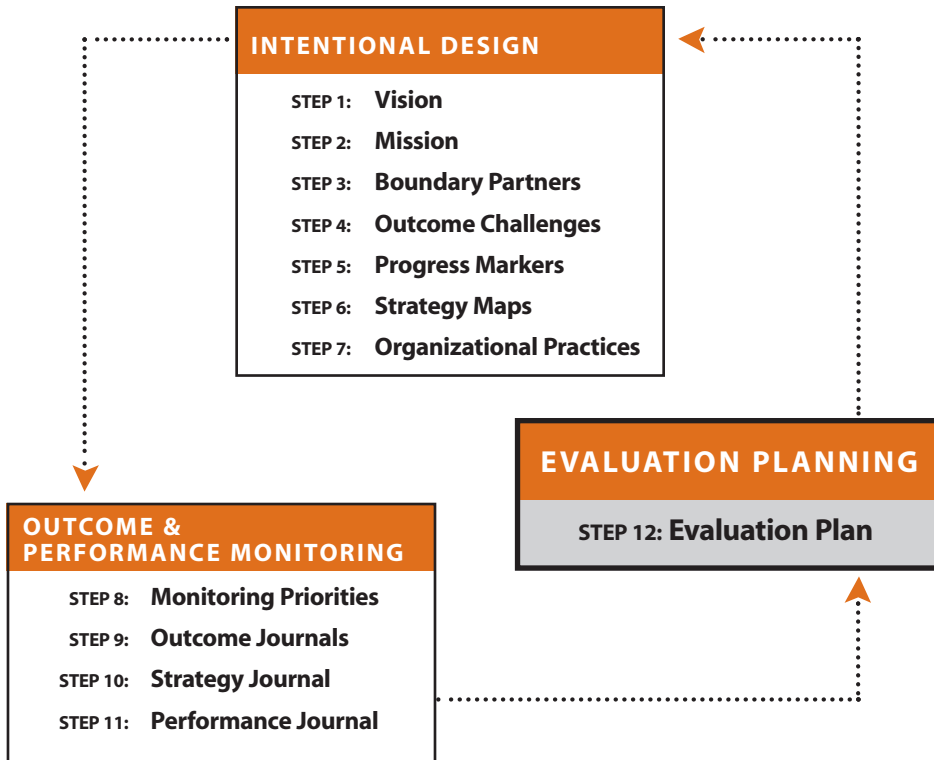 INTENTIONAL DESIGN
STEP 1: Vision
STEP 2: Mission
STEP 3: Boundary Partners
STEP 4: Outcome Challenges
STEP 5: Progress Markers
STEP 6: Strategy Maps
STEP 7: Organizational Practices
OUTCOME &
PERFORMANCE MONITORING
STEP 8: Monitoring Priorities
STEP 9: Outcome Journals
STEP 10: Strategy Journal
STEP 11: Performance Journal
EVALUATION PLANNING
STEP 12: Evaluation Plan